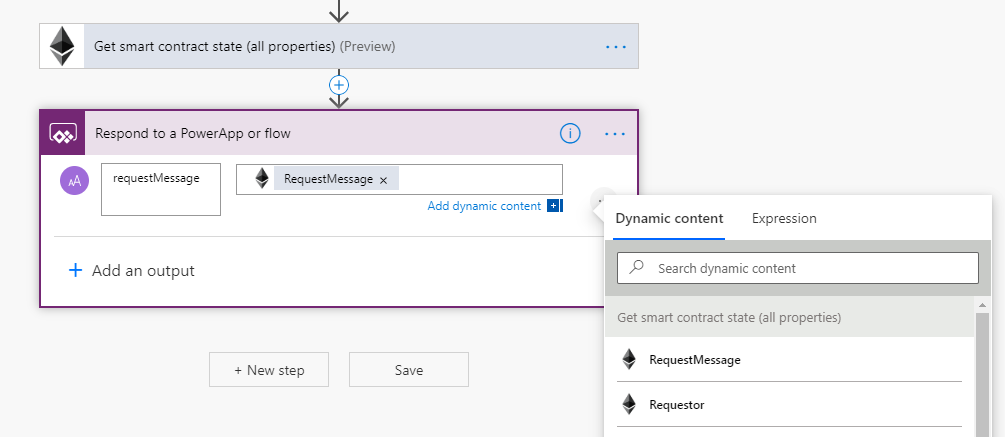 Get smart contract state (all properties) (Preview)
Respond to a PowerApp or flow
requestMessage
RequestMessage ×
Add dynamic content
+ Add an output
+ New step
Save
Dynamic content
Expression
Search dynamic content
Get smart contract state (all properties)
RequestMessage
Requestor